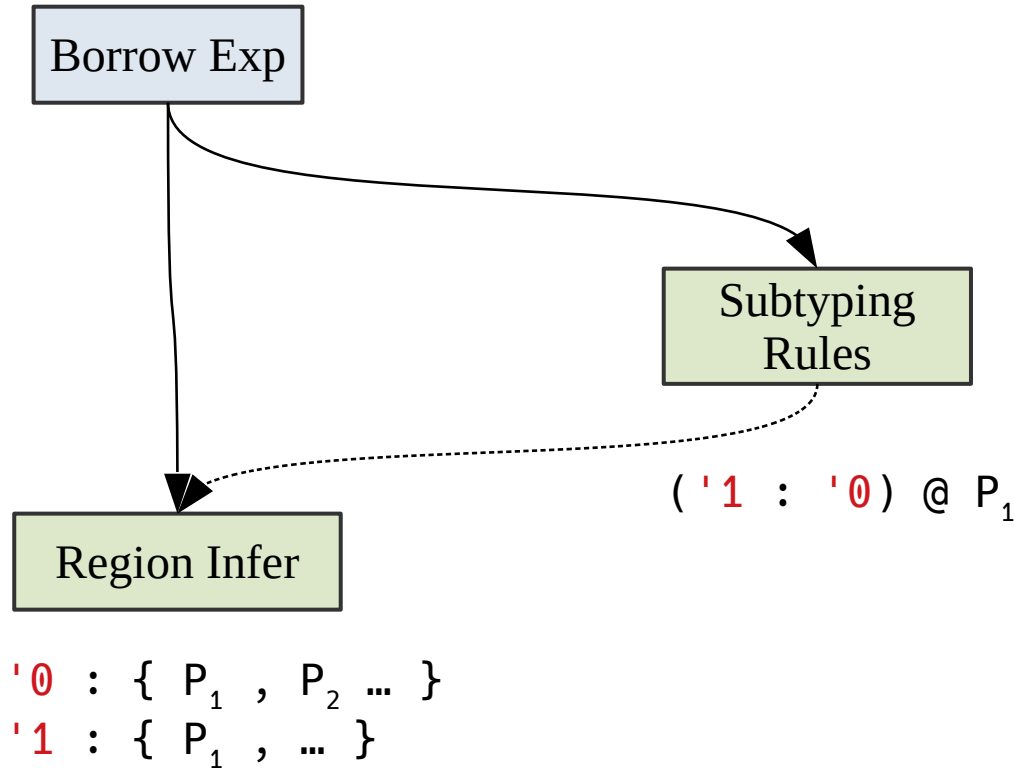 Borrow Exp
Subtyping
Rules
('1 : '0) @ P₁
Region Infer
'0 : { P₁ , P₂ … }
'1 : { P₁ , … }